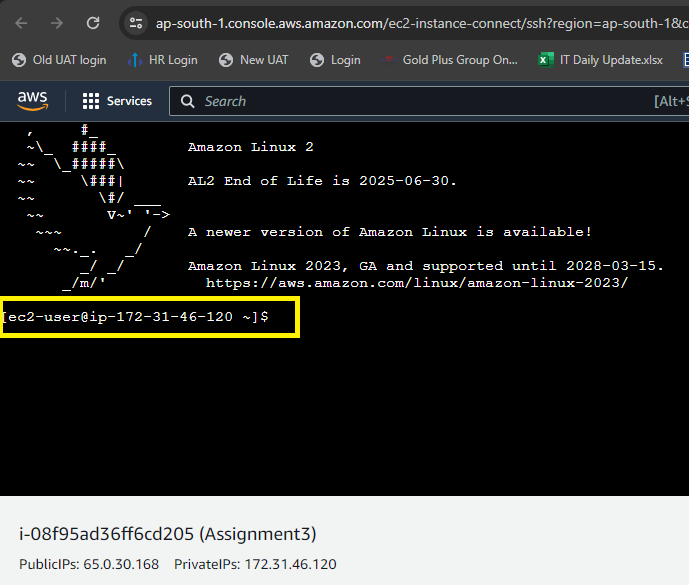 ap-south-1.console.aws.amazon.com/ec2-instance-connect/ssh?region=ap-south-1&c
Old UAT login HR Login New UAT Login Gold Plus Group On... IT Daily Update.xlsx
aws Services Search [Alt+S
,     #_
~\_  ####_        Amazon Linux 2
~~  \_#####\
~~     \###|       AL2 End of Life is 2025-06-30.
~~       \#/ ___
~~       V~' '->
~~~         /    A newer version of Amazon Linux is available!
~~._.   _/
_/ _/       Amazon Linux 2023, GA and supported until 2028-03-15.
_/m/'           https://aws.amazon.com/linux/amazon-linux-2023/
[ec2-user@ip-172-31-46-120 ~]$
i-08f95ad36ff6cd205 (Assignment3)
PublicIPs: 65.0.30.168 PrivateIPs: 172.31.46.120